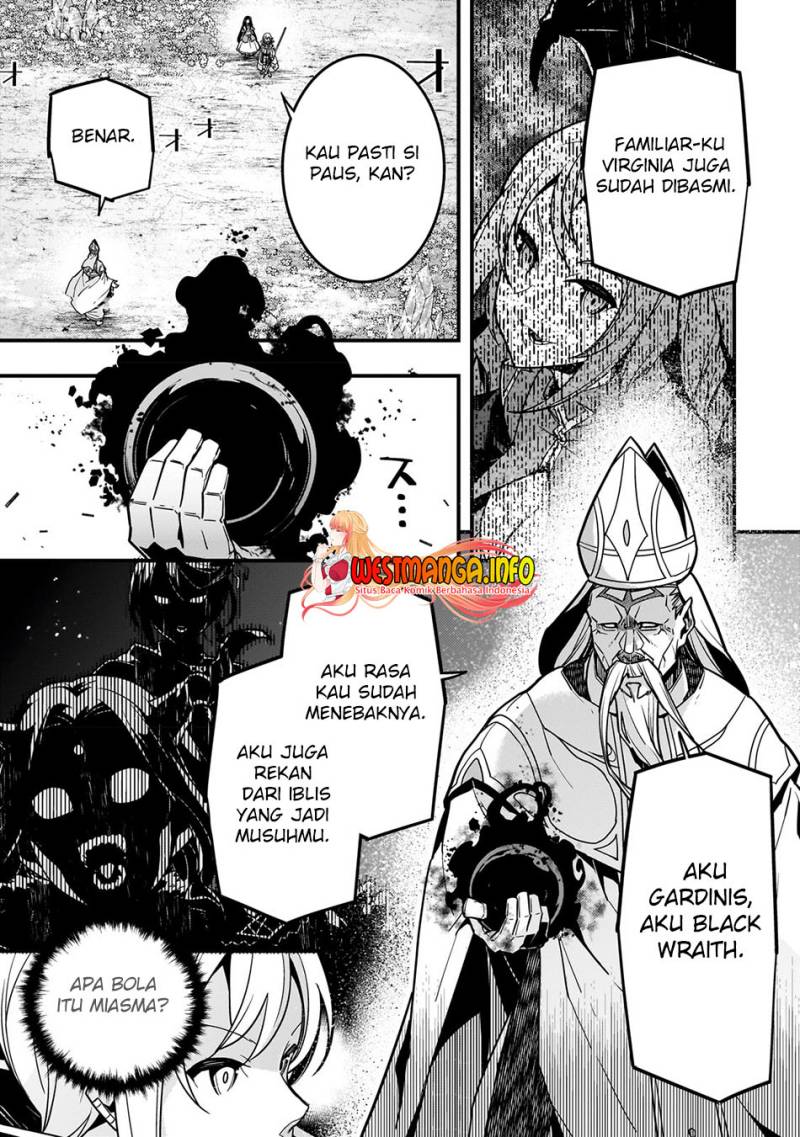 FAMILIAR-KU
VIRGINIA JUGA
SUDAH DIBASMI.
KAU PASTI SI
PAUS, KAN?
BENAR.
ス…
WESTMANGA.INFO
Situs Baca Komik Berbahasa Indonesia
AKU
GARDINIS,
AKU BLACK
WRAITH.
AKU RASA
KAU SUDAH
MENEBAKNYA.
AKU JUGA
REKAN
DARI IBLIS
YANG JADI
MUSUHMU.
APA BOLA
ITU MIASMA?